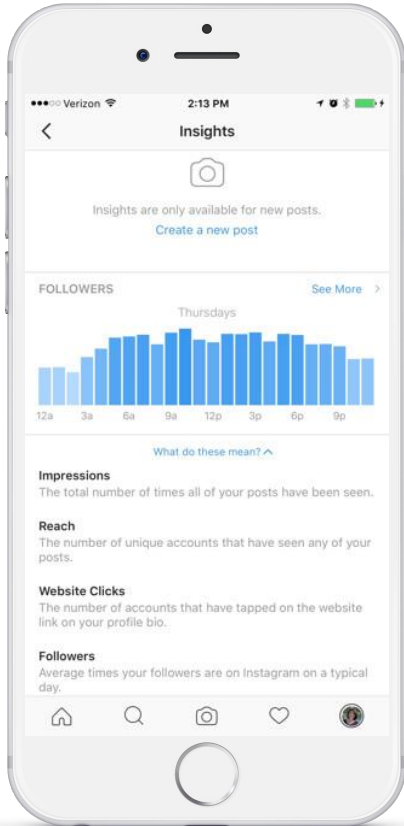 Verizon 2:13 PM
Insights
Insights are only available for new posts.
Create a new post
FOLLOWERS See More
Thursdays
12a 3a 6a 9a 12p 3p 6p 9p
What do these mean?
Impressions
The total number of times all of your posts have been seen.
Reach
The number of unique accounts that have seen any of your
posts.
Website Clicks
The number of accounts that have tapped on the website
link on your profile bio.
Followers
Average times your followers are on Instagram on a typical
day.